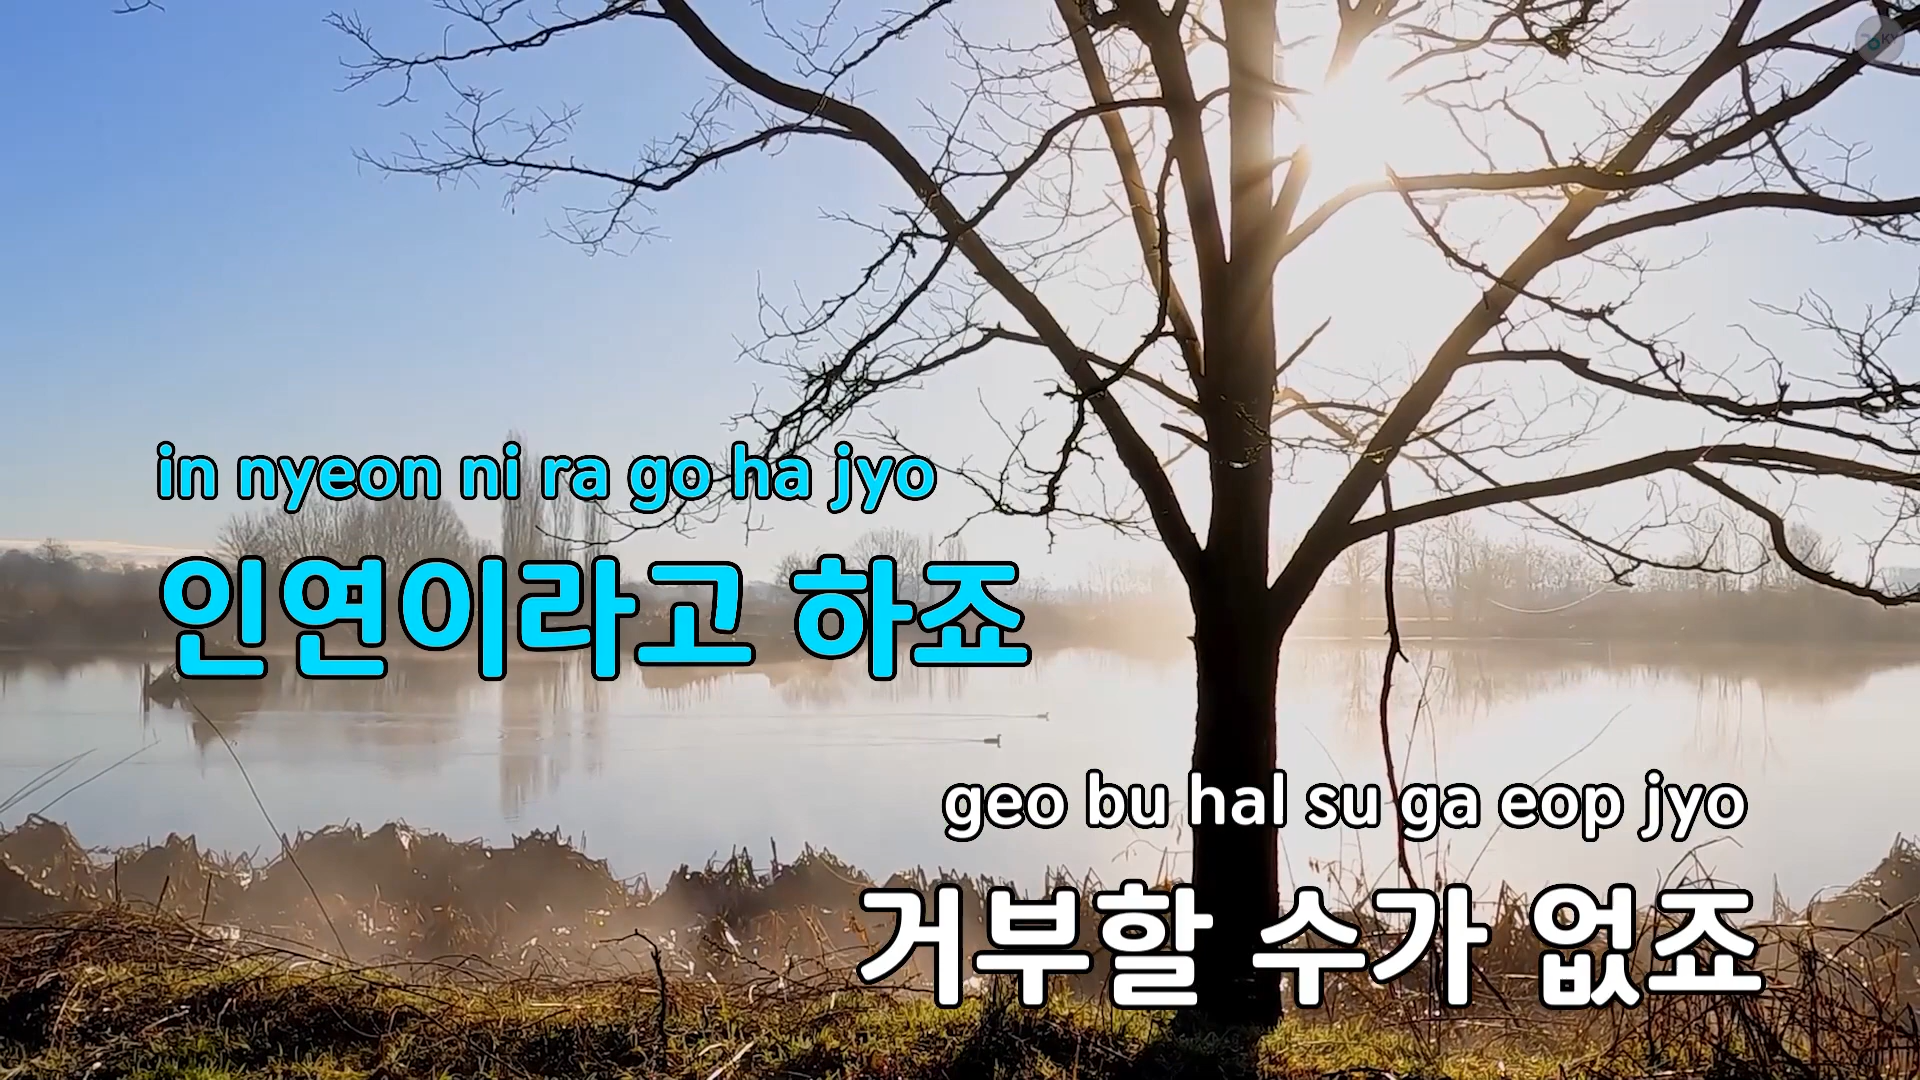 in nyeon ni ra go ha jyo
인연이라고 하죠
geo bu hal su ga eop jyo
거부할 수가 없죠